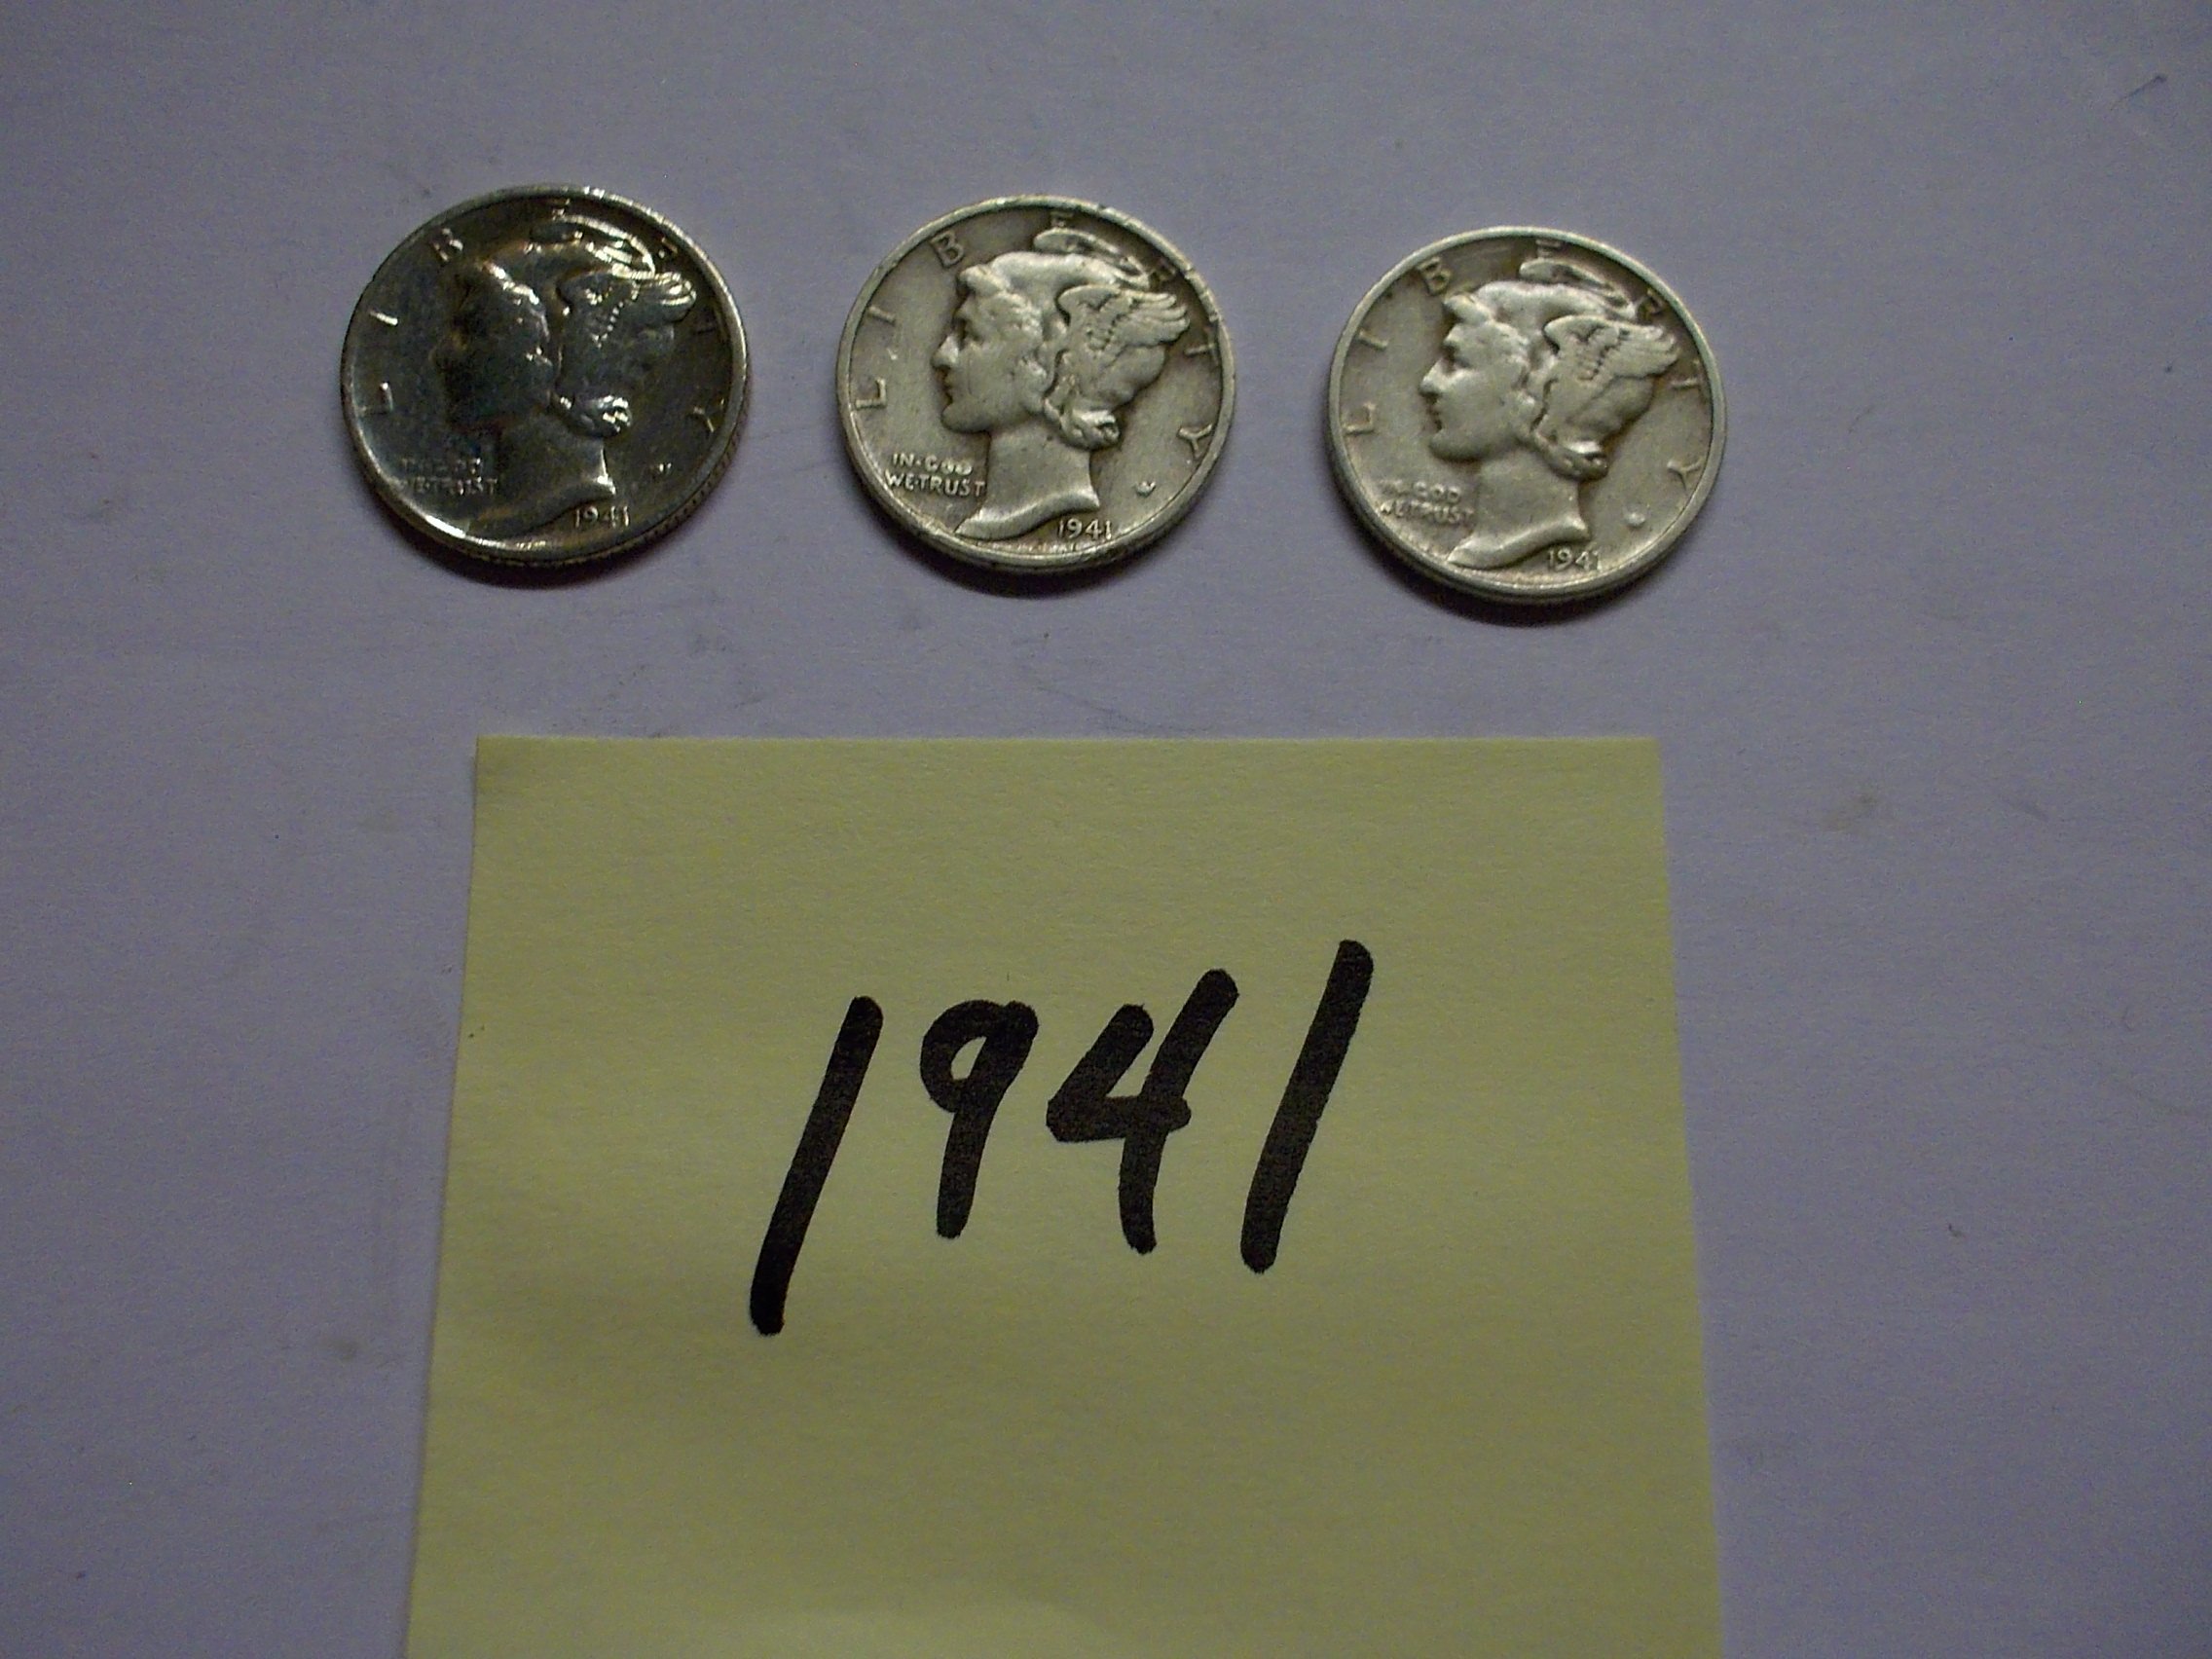 LIBERTY
IN GOD
WE TRUST
1941
LIBERTY
IN·GOD
WE·TRUST
1941
LIBERTY
IN·GOD
WE·TRUST
1941
1941